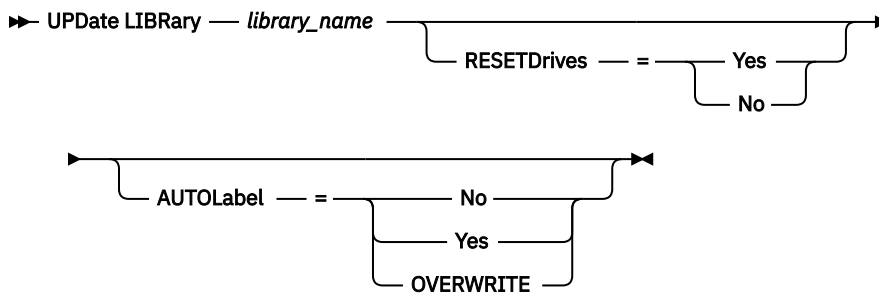 UPDate LIBRary library_name
RESETDrives = Yes
No
AUTOLabel = No
Yes
OVERWRITE